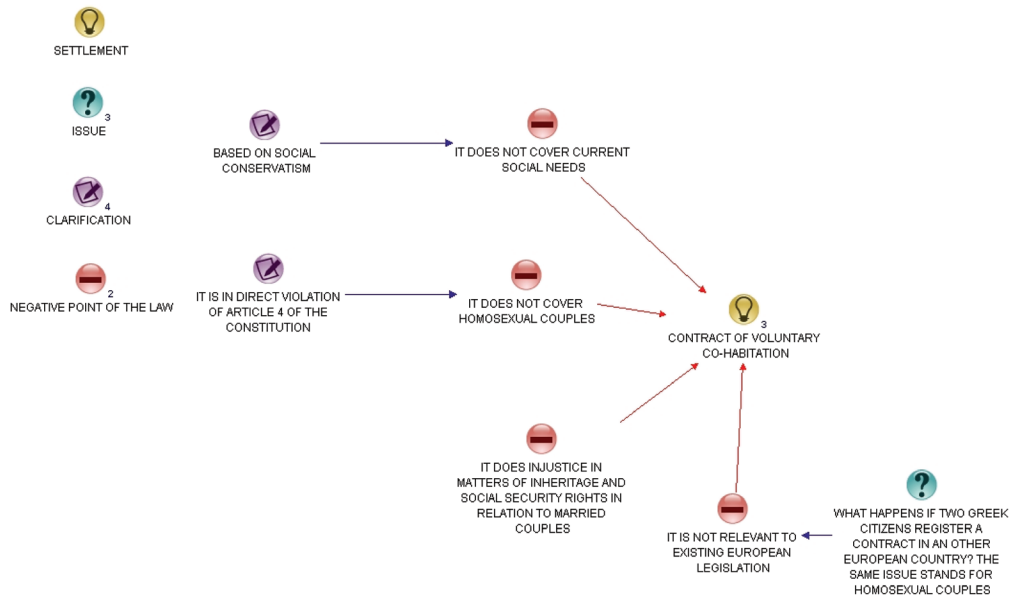 SETTLEMENT
?
3
ISSUE
4
CLARIFICATION
2
NEGATIVE POINT OF THE LAW
BASED ON SOCIAL
CONSERVATISM
IT DOES NOT COVER CURRENT
SOCIAL NEEDS
IT IS IN DIRECT VIOLATION
OF ARTICLE 4 OF THE
CONSTITUTION
IT DOES NOT COVER
HOMOSEXUAL COUPLES
3
CONTRACT OF VOLUNTARY
CO-HABITATION
IT DOES INJUSTICE IN
MATTERS OF INHERITAGE AND
SOCIAL SECURITY RIGHTS IN
RELATION TO MARRIED
COUPLES
IT IS NOT RELEVANT TO
EXISTING EUROPEAN
LEGISLATION
?
WHAT HAPPENS IF TWO GREEK
CITIZENS REGISTER A
CONTRACT IN AN OTHER
EUROPEAN COUNTRY? THE
SAME ISSUE STANDS FOR
HOMOSEXUAL COUPLES